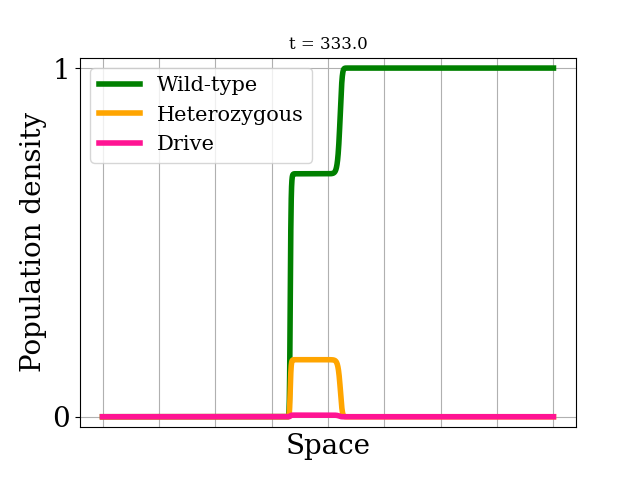 t = 333.0
1
Wild-type
Heterozygous
Drive
Population density
0
Space